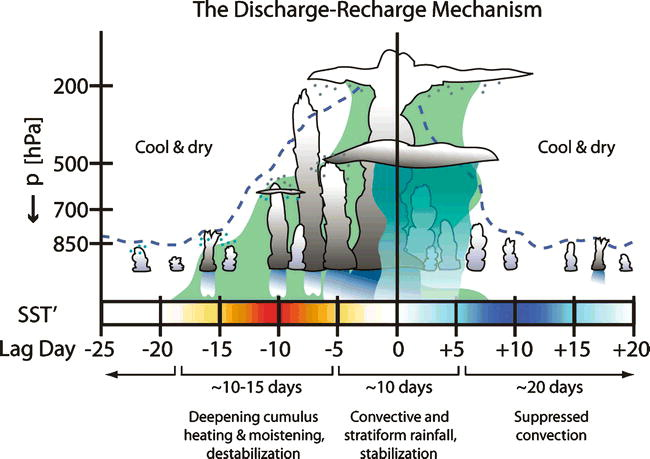 The Discharge-Recharge Mechanism
200
Cool & dry
Cool & dry
← p [hPa]
500
700
850
SST'
Lag Day
-25 -20 -15 -10 -5 0 +5 +10 +15 +20
~10-15 days ~10 days ~20 days
Deepening cumulus
heating & moistening,
destabilization
Convective and
stratiform rainfall,
stabilization
Suppressed
convection